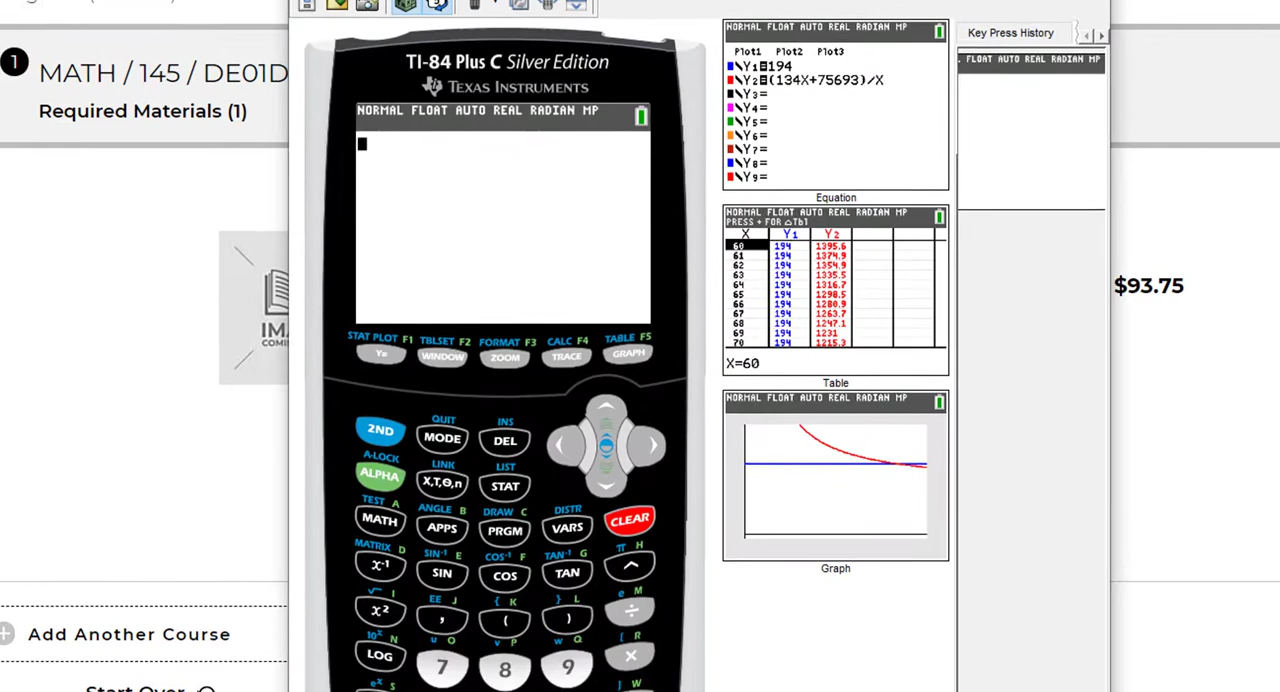 1
MATH / 145 / DE01D
Required Materials (1)
$93.75
Add Another Course
TI-84 Plus C Silver Edition
TEXAS INSTRUMENTS
NORMAL FLOAT AUTO REAL RADIAN MP
STAT PLOT F1 TBLSET F2 FORMAT F3 CALC F4 TABLE F5
Y= WINDOW ZOOM TRACE GRAPH
QUIT INS
2ND MODE DEL
A-LOCK LINK LIST
ALPHA X,T,Θ,n STAT
TEST A ANGLE B DRAW C DISTR
MATH APPS PRGM VARS CLEAR
MATRIX D SIN⁻¹ E COS⁻¹ F TAN⁻¹ G π H
x⁻¹ SIN COS TAN ^
√ I EE J { K } L e M
x² , ( ) ÷
10ˣ N u O v P w Q [ R
LOG 7 8 9 ×
eˣ S ] T
NORMAL FLOAT AUTO REAL RADIAN MP
Plot1 Plot2 Plot3
\Y1=194
\Y2=(134X+75693)/X
\Y3=
\Y4=
\Y5=
\Y6=
\Y7=
\Y8=
\Y9=
Equation
NORMAL FLOAT AUTO REAL RADIAN MP
PRESS + FOR △Tbl
X Y1 Y2
60 194 1395.6
61 194 1374.9
62 194 1354.9
63 194 1335.5
64 194 1316.7
65 194 1298.5
66 194 1280.9
67 194 1263.7
68 194 1247.1
69 194 1231
70 194 1215.3
X=60
Table
NORMAL FLOAT AUTO REAL RADIAN MP
Graph
Key Press History
FLOAT AUTO REAL RADIAN MP